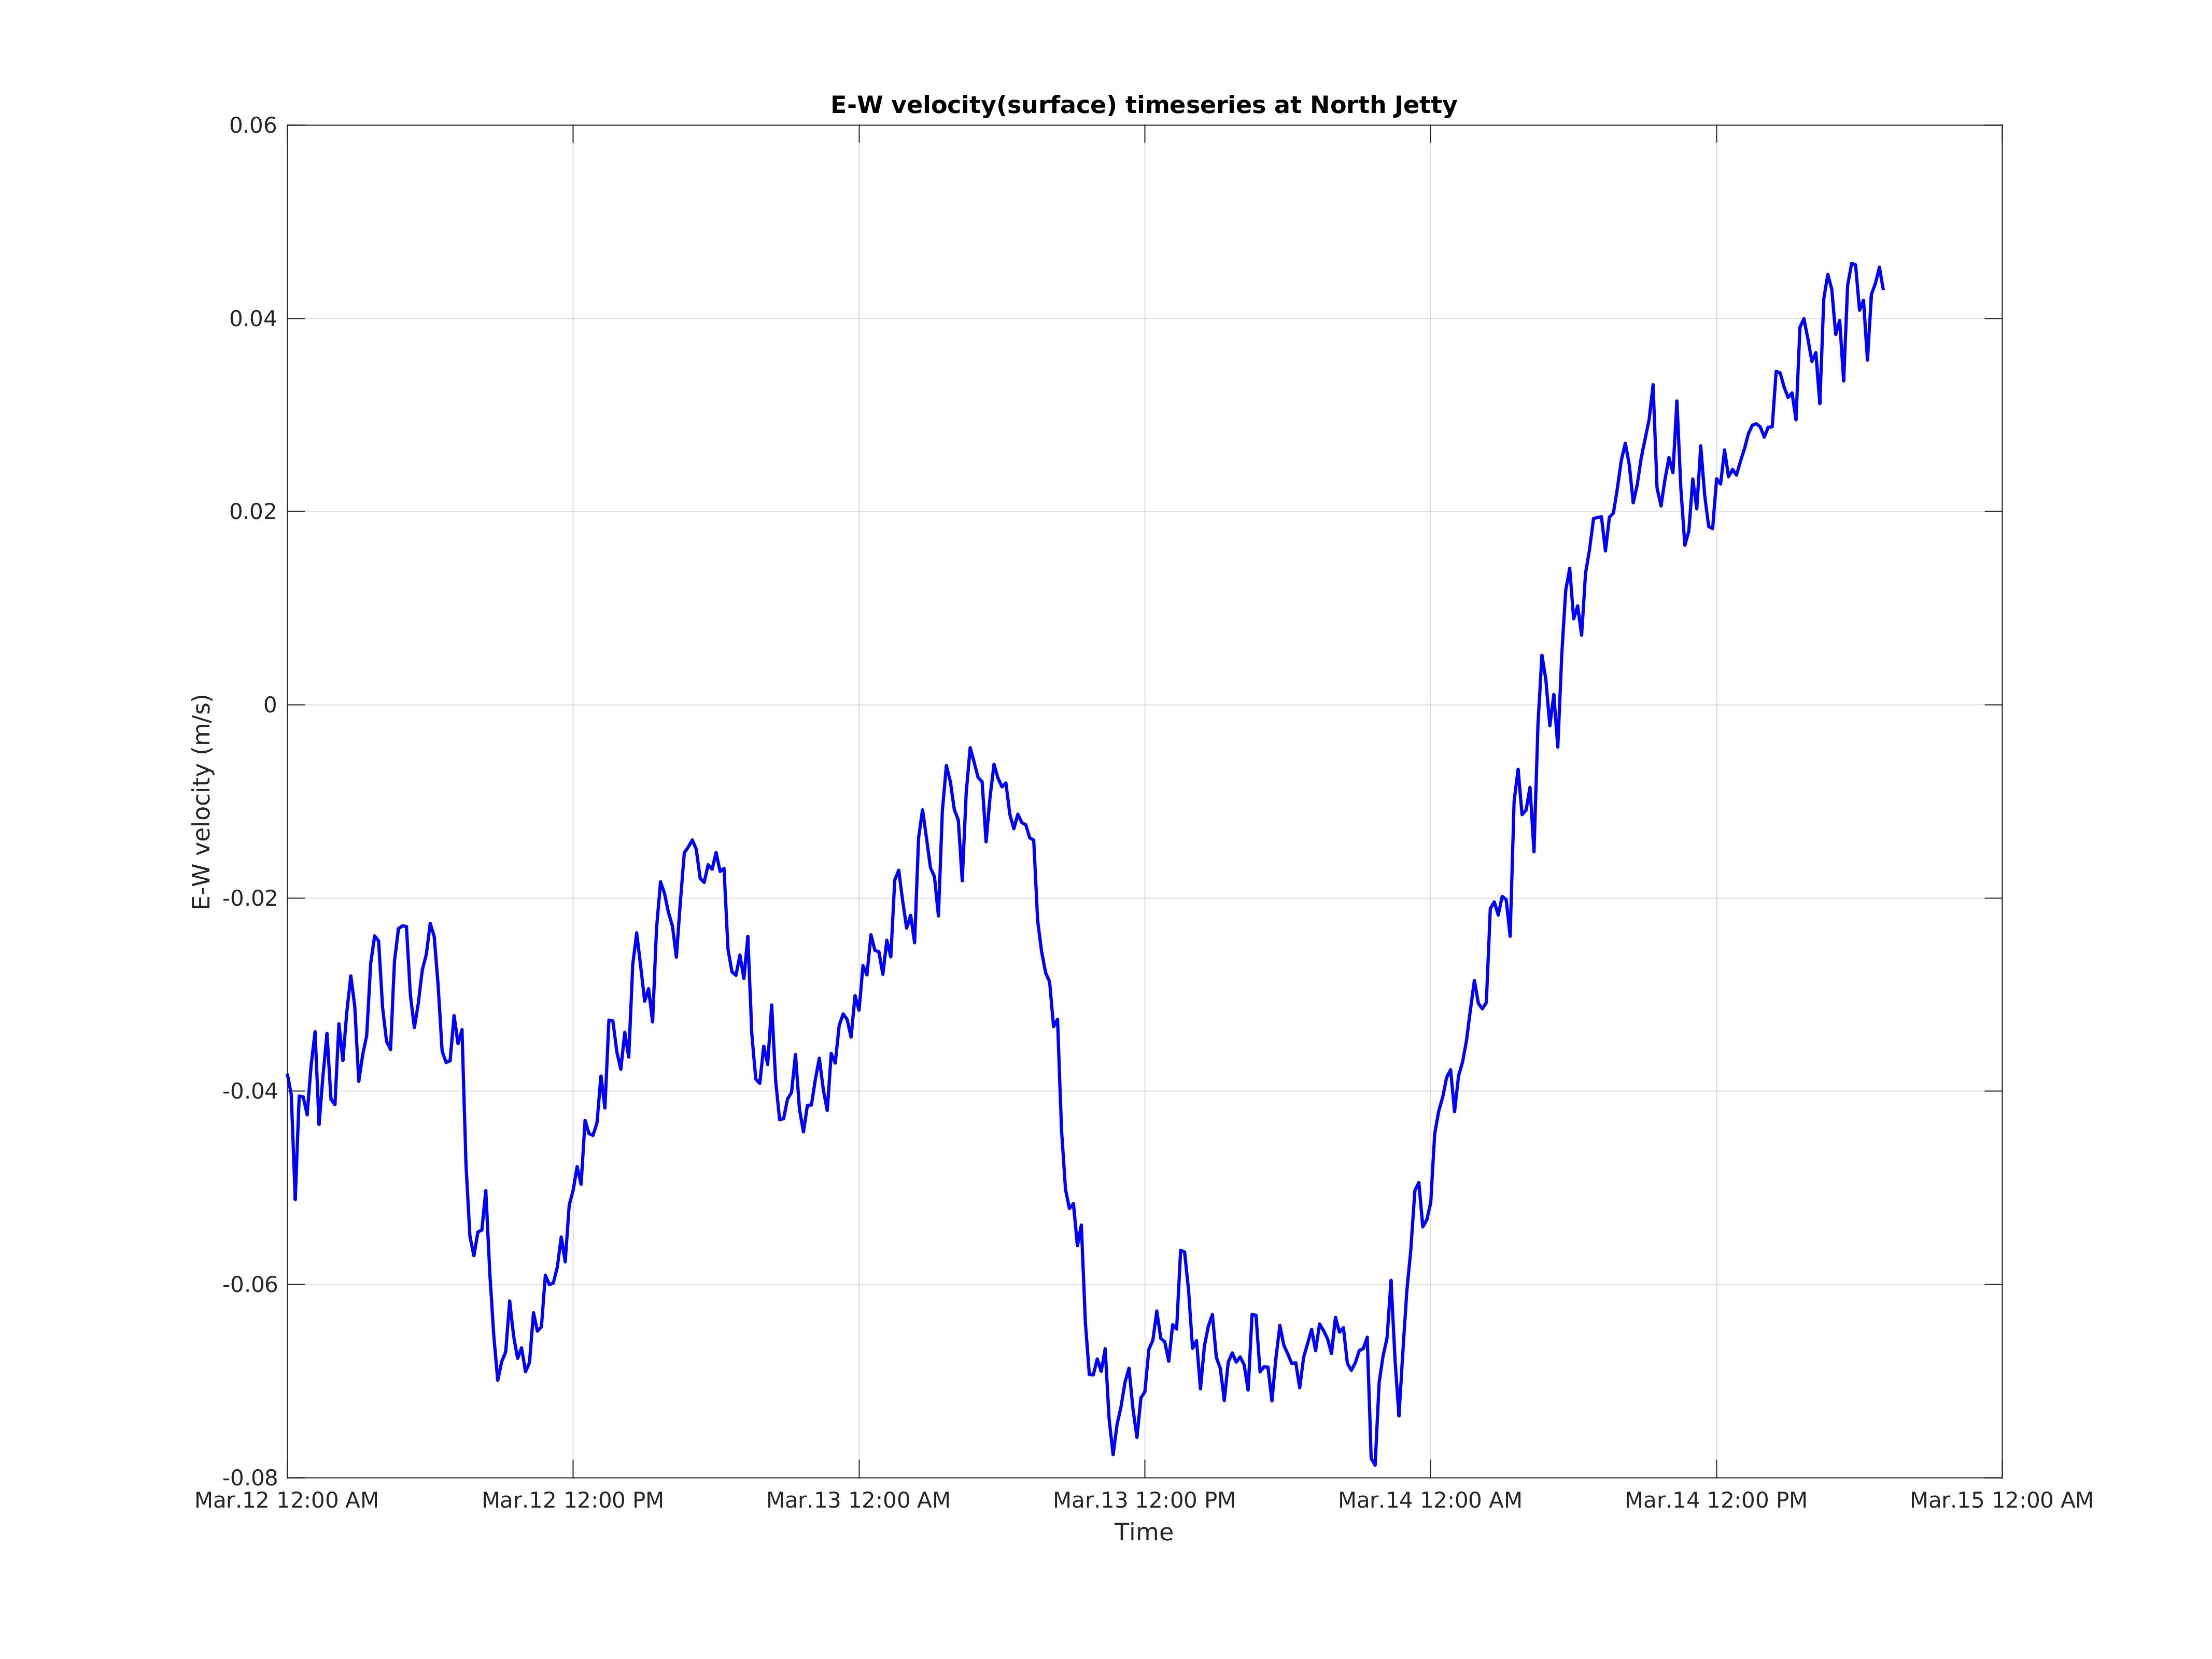 E-W velocity(surface) timeseries at North Jetty
0.06
0.04
0.02
0
-0.02
-0.04
-0.06
-0.08
E-W velocity (m/s)
Mar.12 12:00 AM
Mar.12 12:00 PM
Mar.13 12:00 AM
Mar.13 12:00 PM
Mar.14 12:00 AM
Mar.14 12:00 PM
Mar.15 12:00 AM
Time